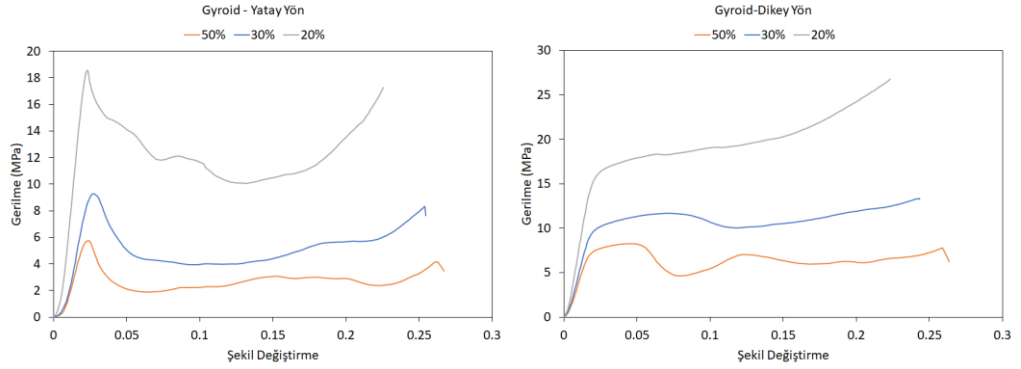 Gyroid - Yatay Yön
50% 30% 20%
Gerilme (MPa)
20
18
16
14
12
10
8
6
4
2
0
0 0.05 0.1 0.15 0.2 0.25 0.3
Şekil Değiştirme
Gyroid-Dikey Yön
50% 30% 20%
Gerilme (MPa)
30
25
20
15
10
5
0
0 0.05 0.1 0.15 0.2 0.25 0.3
Şekil Değiştirme